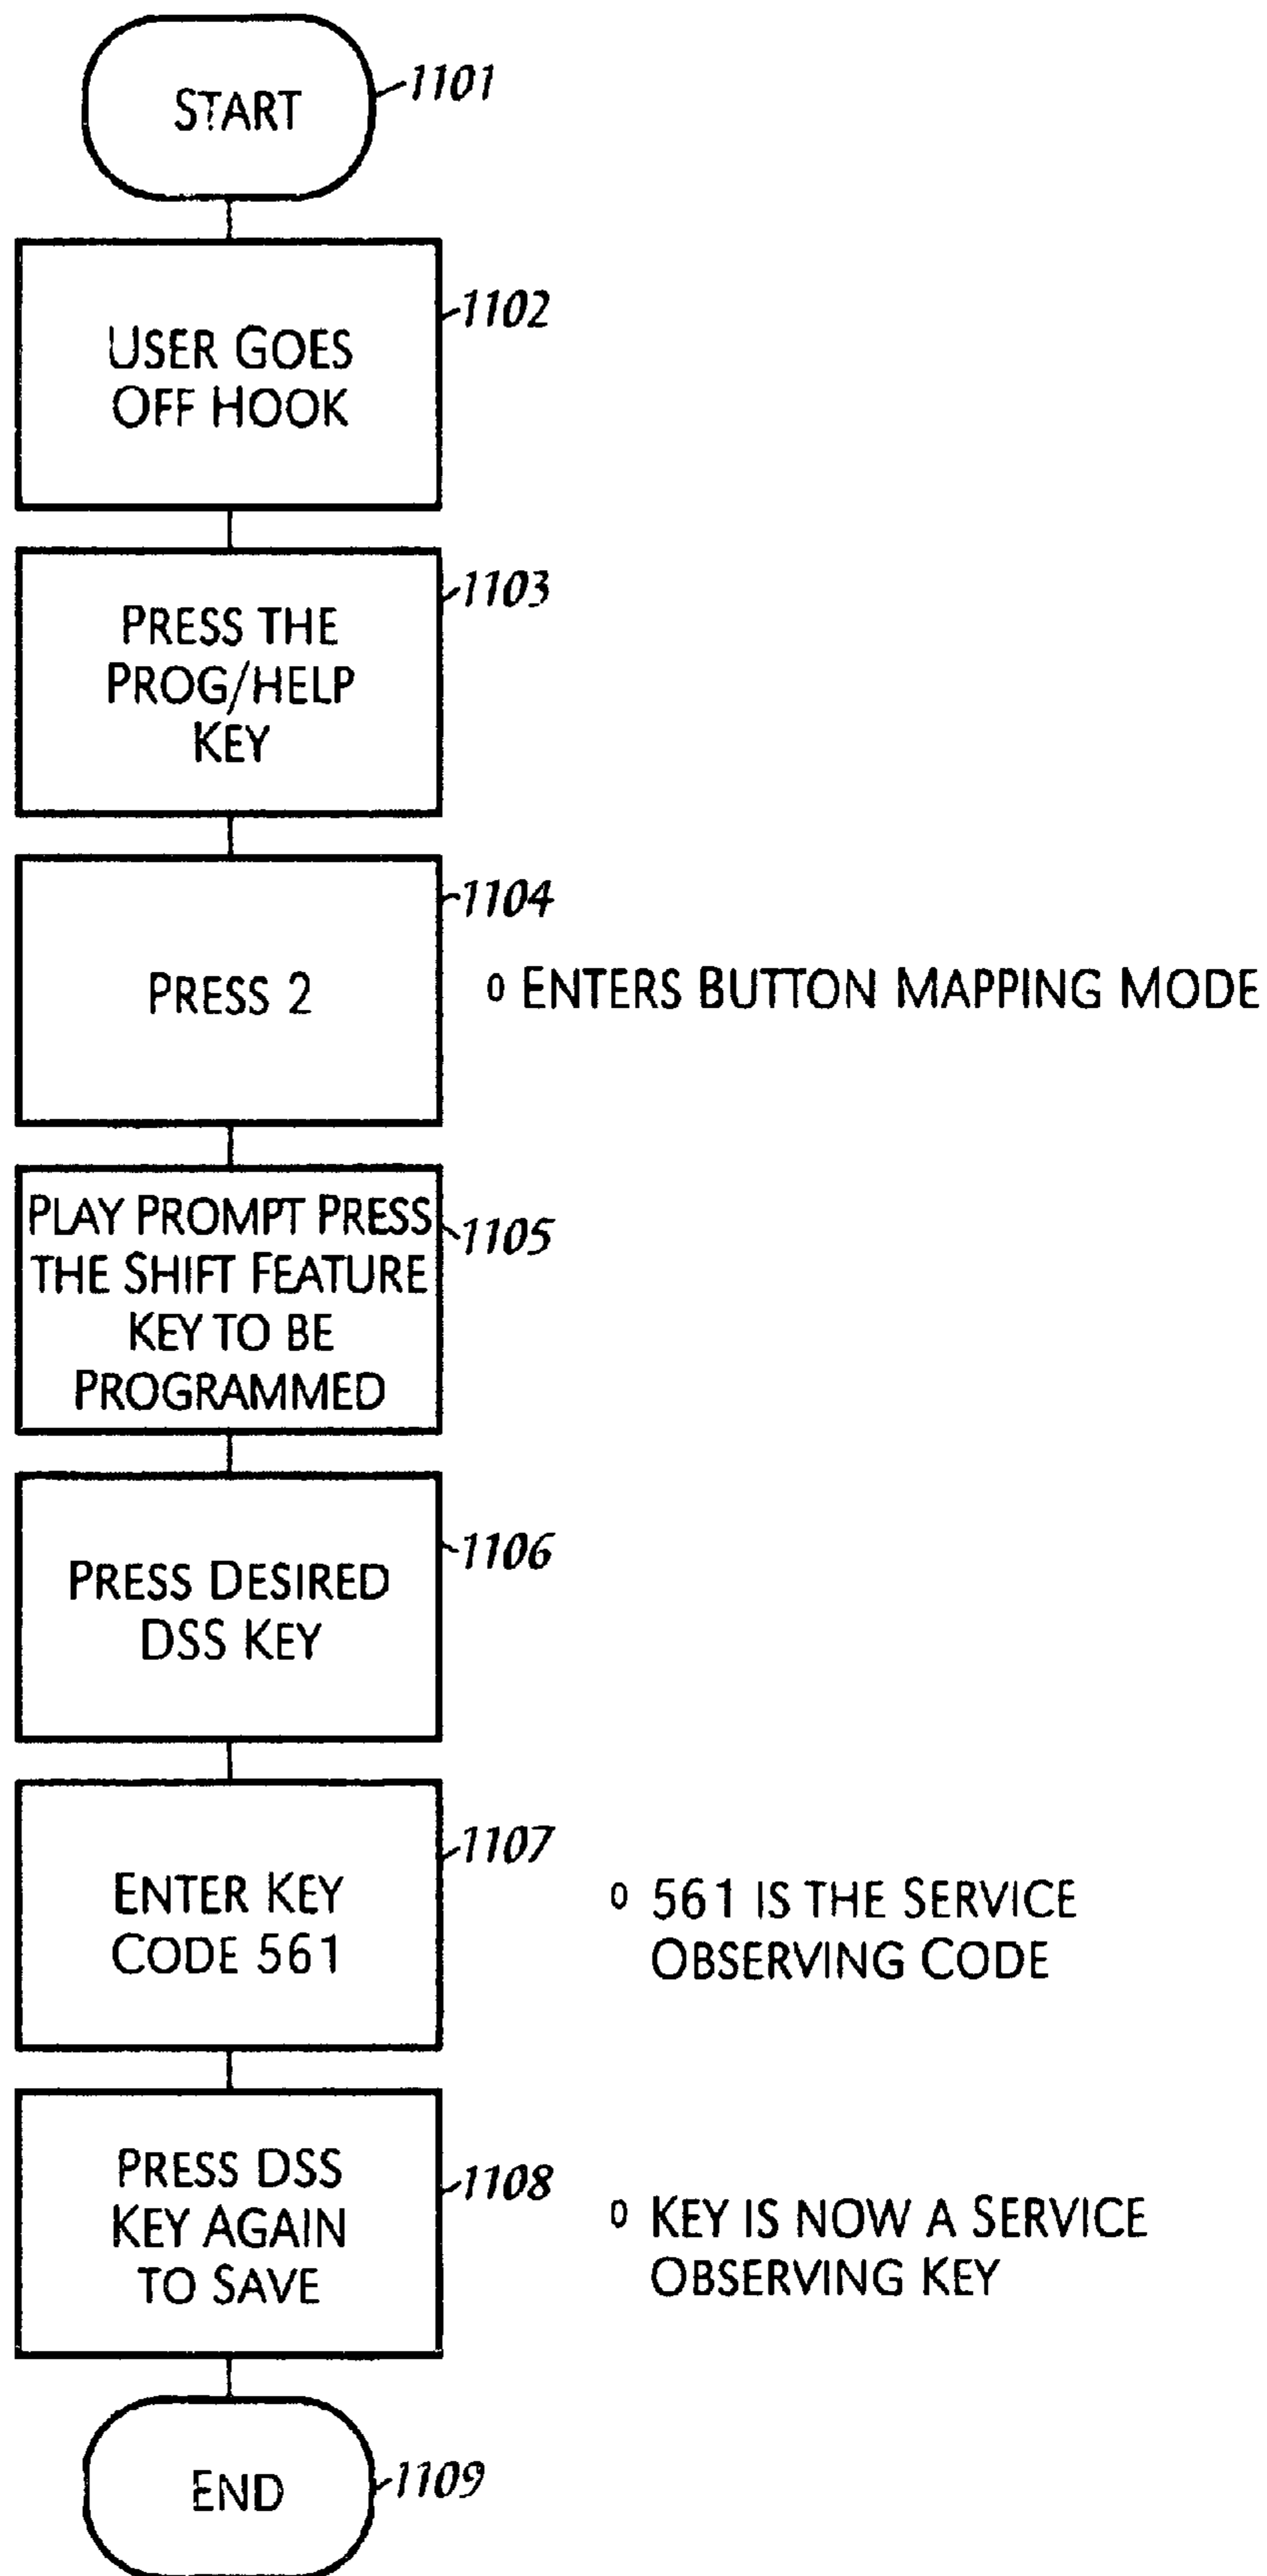 START
1101
USER GOES
OFF HOOK
1102
PRESS THE
PROG/HELP
KEY
1103
PRESS 2
1104
o ENTERS BUTTON MAPPING MODE
PLAY PROMPT PRESS
THE SHIFT FEATURE
KEY TO BE
PROGRAMMED
1105
PRESS DESIRED
DSS KEY
1106
ENTER KEY
CODE 561
1107
o 561 IS THE SERVICE
OBSERVING CODE
PRESS DSS
KEY AGAIN
TO SAVE
1108
o KEY IS NOW A SERVICE
OBSERVING KEY
END
1109